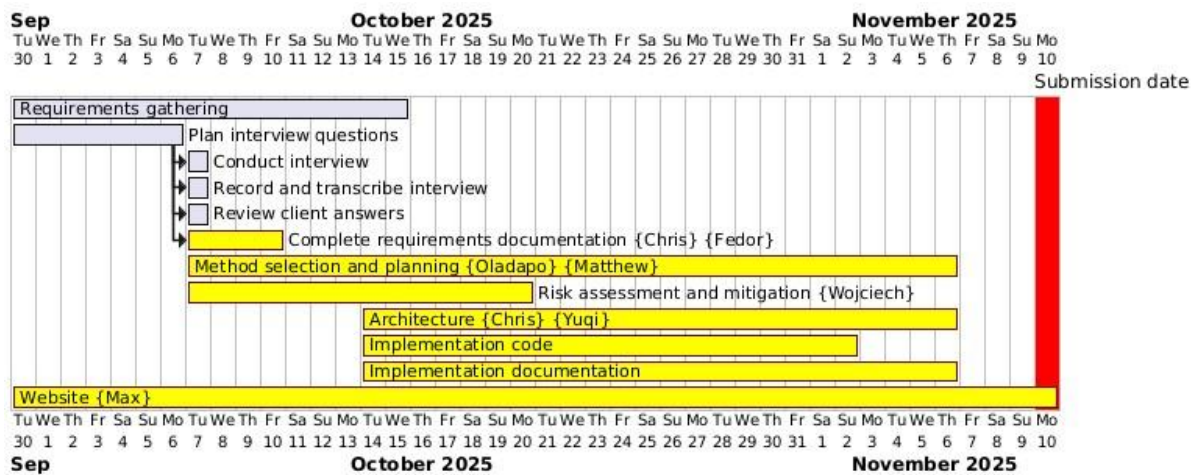 Sep October 2025 November 2025
Tu We Th Fr Sa Su Mo Tu We Th Fr Sa Su Mo Tu We Th Fr Sa Su Mo Tu We Th Fr Sa Su Mo Tu We Th Fr Sa Su Mo Tu We Th Fr Sa Su Mo
30 1 2 3 4 5 6 7 8 9 10 11 12 13 14 15 16 17 18 19 20 21 22 23 24 25 26 27 28 29 30 31 1 2 3 4 5 6 7 8 9 10
Submission date
Requirements gathering
Plan interview questions
Conduct interview
Record and transcribe interview
Review client answers
Complete requirements documentation {Chris} {Fedor}
Method selection and planning {Oladapo} {Matthew}
Risk assessment and mitigation {Wojciech}
Architecture {Chris} {Yuqi}
Implementation code
Implementation documentation
Website {Max}
Tu We Th Fr Sa Su Mo Tu We Th Fr Sa Su Mo Tu We Th Fr Sa Su Mo Tu We Th Fr Sa Su Mo Tu We Th Fr Sa Su Mo Tu We Th Fr Sa Su Mo
30 1 2 3 4 5 6 7 8 9 10 11 12 13 14 15 16 17 18 19 20 21 22 23 24 25 26 27 28 29 30 31 1 2 3 4 5 6 7 8 9 10
Sep October 2025 November 2025